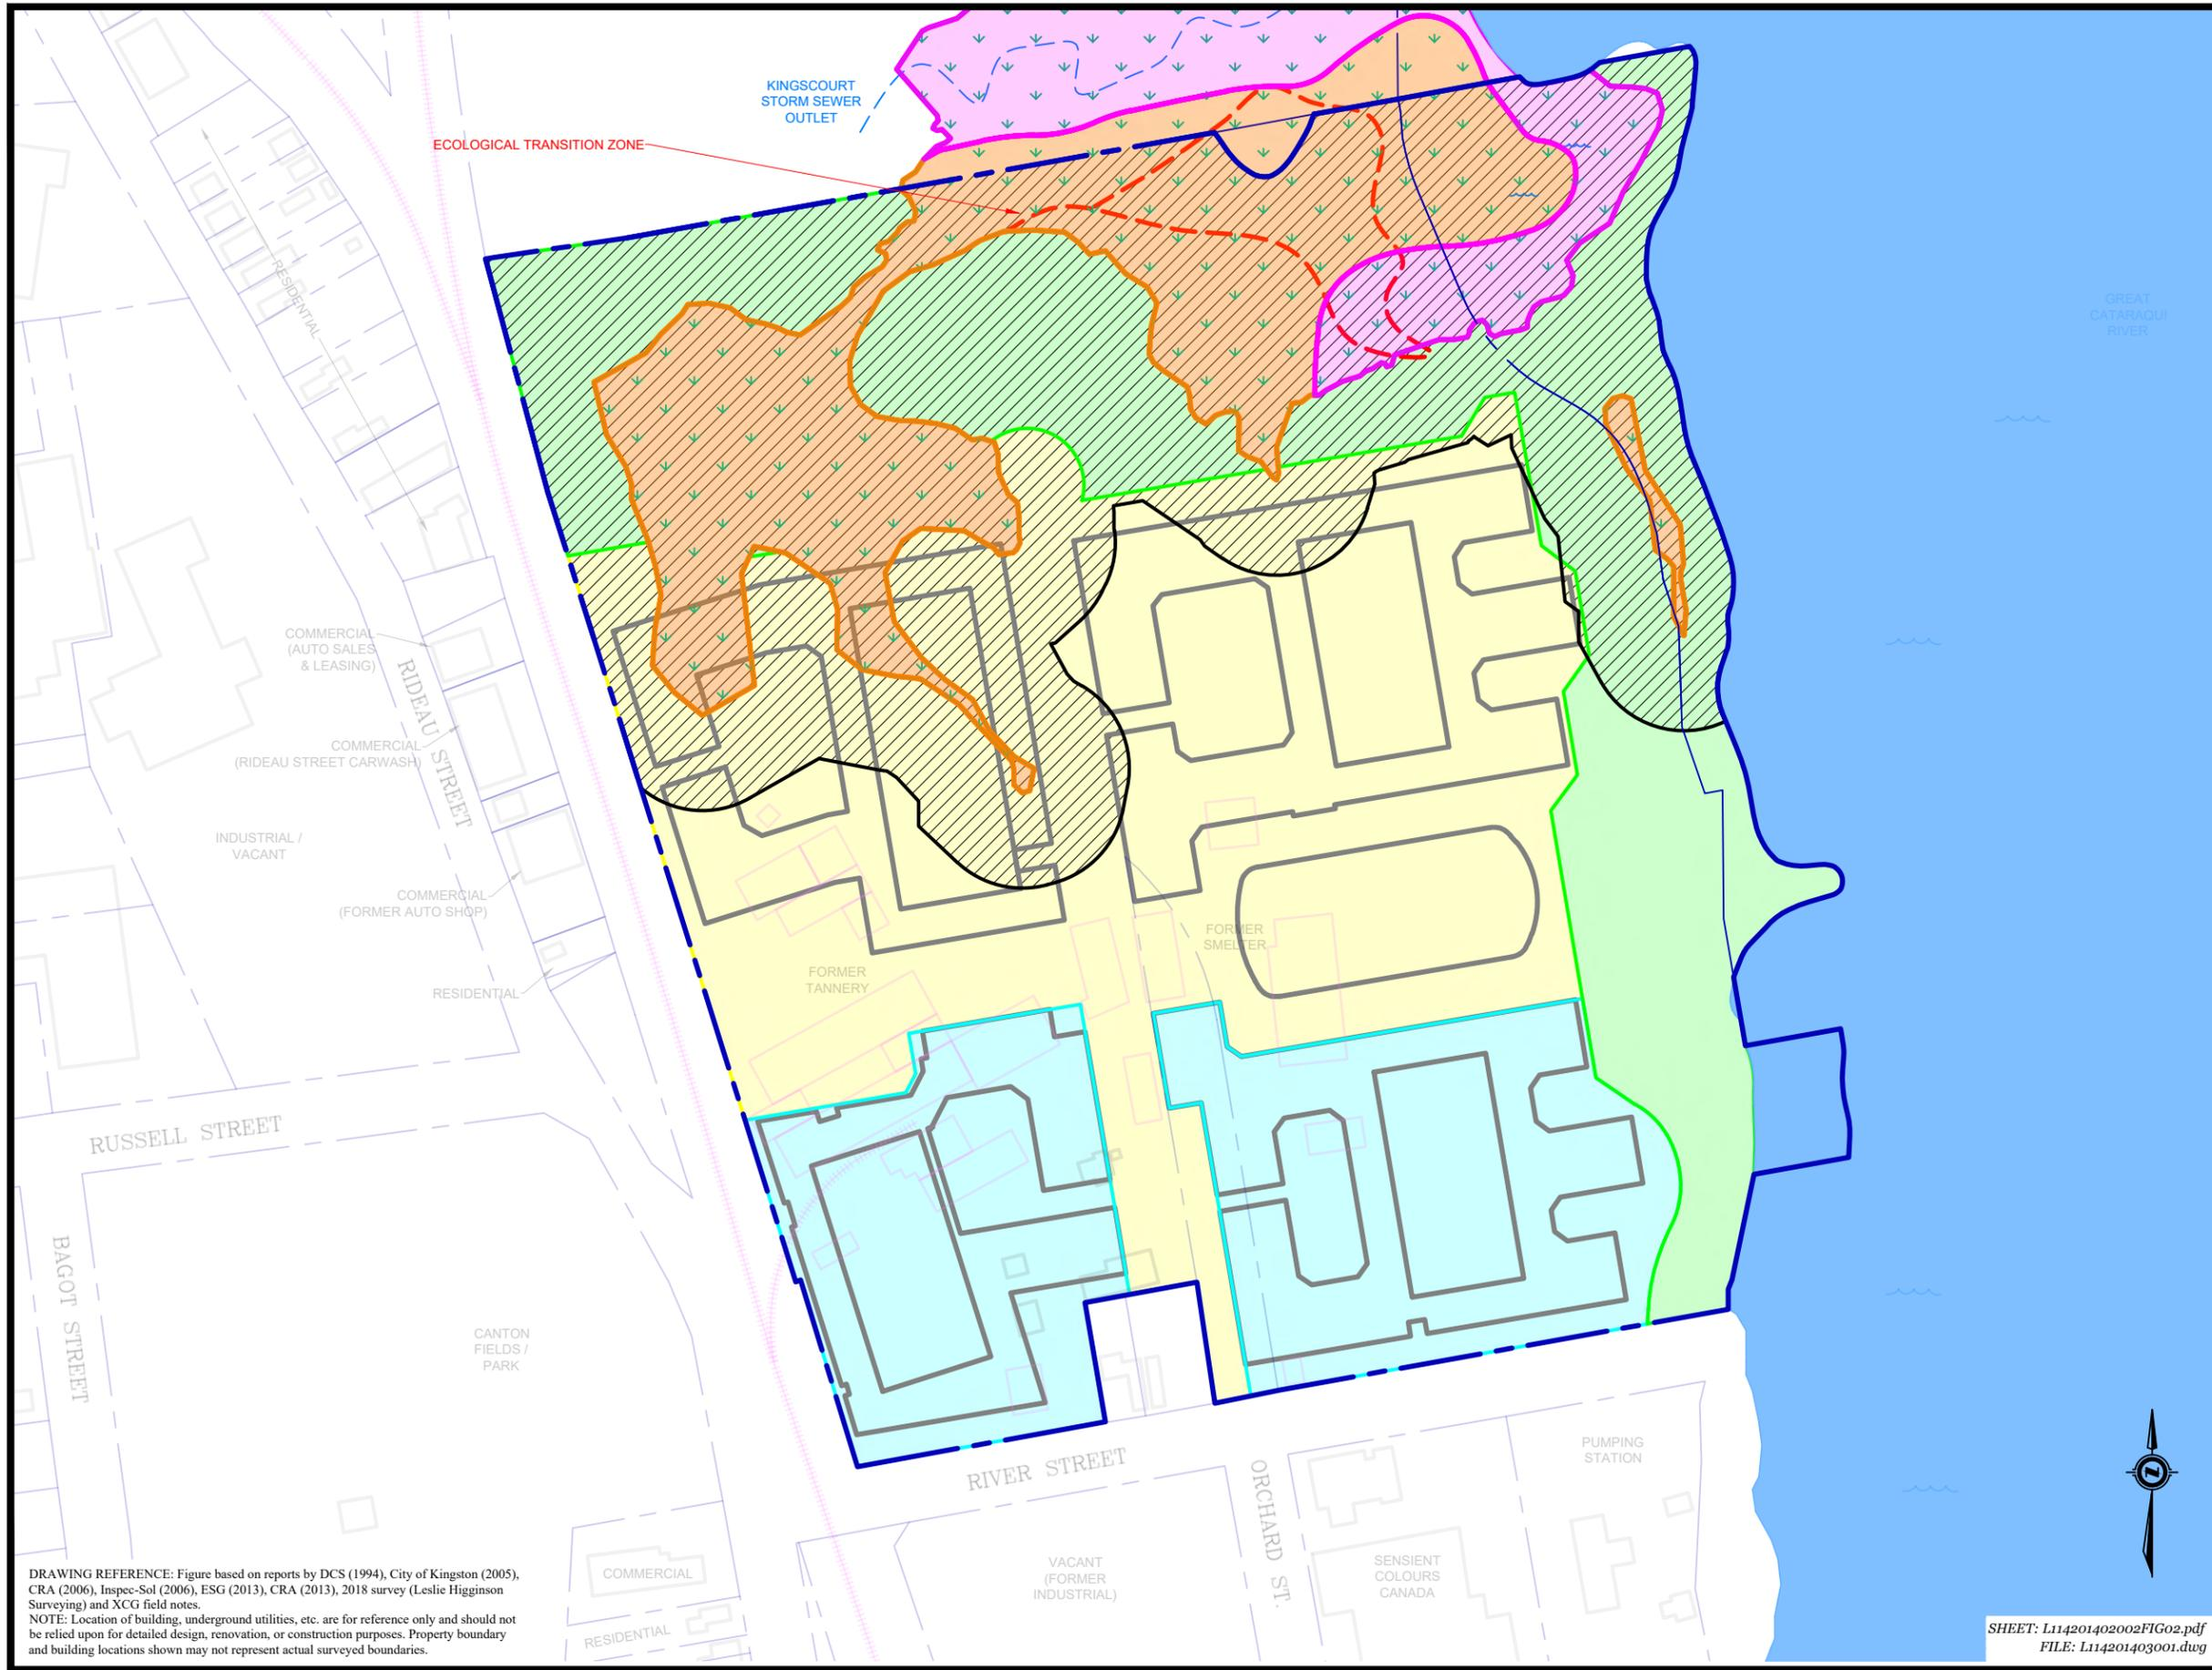 KINGSCOURT
STORM SEWER
OUTLET
ECOLOGICAL TRANSITION ZONE
RESIDENTIAL
GREAT
CATARAQUI
RIVER
COMMERCIAL
(AUTO SALES
& LEASING)
RIDEAU STREET
COMMERCIAL
(RIDEAU STREET CARWASH)
INDUSTRIAL /
VACANT
COMMERCIAL
(FORMER AUTO SHOP)
FORMER
SMELTER
FORMER
TANNERY
RESIDENTIAL
RUSSELL STREET
BAGOT STREET
CANTON
FIELDS /
PARK
RIVER STREET
ORCHARD ST.
PUMPING
STATION
COMMERCIAL
VACANT
(FORMER
INDUSTRIAL)
SENSIENT
COLOURS
CANADA
RESIDENTIAL
DRAWING REFERENCE: Figure based on reports by DCS (1994), City of Kingston (2005),
CRA (2006), Inspec-Sol (2006), ESG (2013), CRA (2013), 2018 survey (Leslie Higginson
Surveying) and XCG field notes.
NOTE: Location of building, underground utilities, etc. are for reference only and should not
be relied upon for detailed design, renovation, or construction purposes. Property boundary
and building locations shown may not represent actual surveyed boundaries.
Z
SHEET: L114201402002FIG02.pdf
FILE: L114201403001.dwg